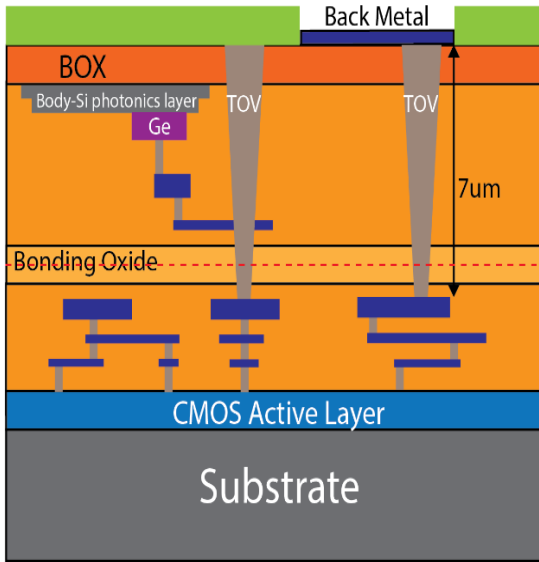 Back Metal
BOX
Body-Si photonics layer
TOV
TOV
Ge
7um
Bonding Oxide
CMOS Active Layer
Substrate